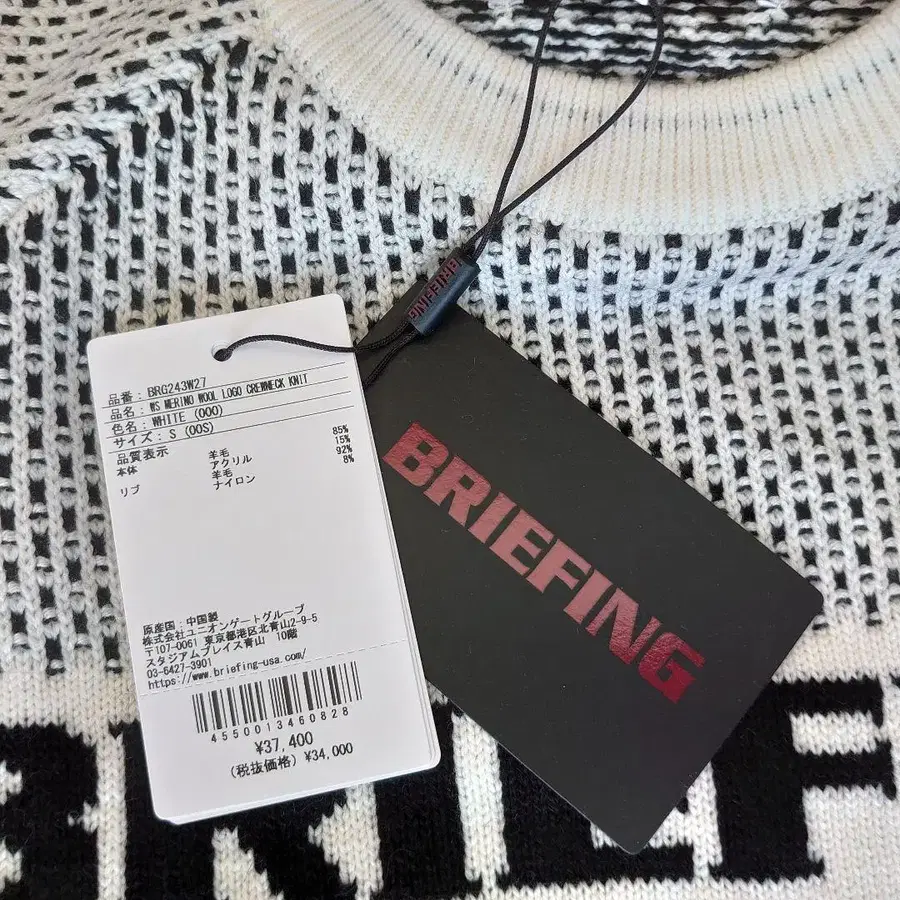 BRIEFING
品番 : BRG243W27
品名 : WS MERINO WOOL LOGO CREWNECK KNIT
色名 : WHITE (000)
サイズ : S (00S)
品質表示
本体 羊毛 85%
アクリル 15%
リブ 羊毛 92%
ナイロン 8%
原産国 : 中国製
株式会社ユニオンゲートグループ
〒107-0061 東京都港区北青山2-9-5
スタジアムプレイス青山 10階
03-6427-3901
https://www.briefing-usa.com/
4550013460828
¥37,400
(税抜価格) ¥34,000
BRIEFING